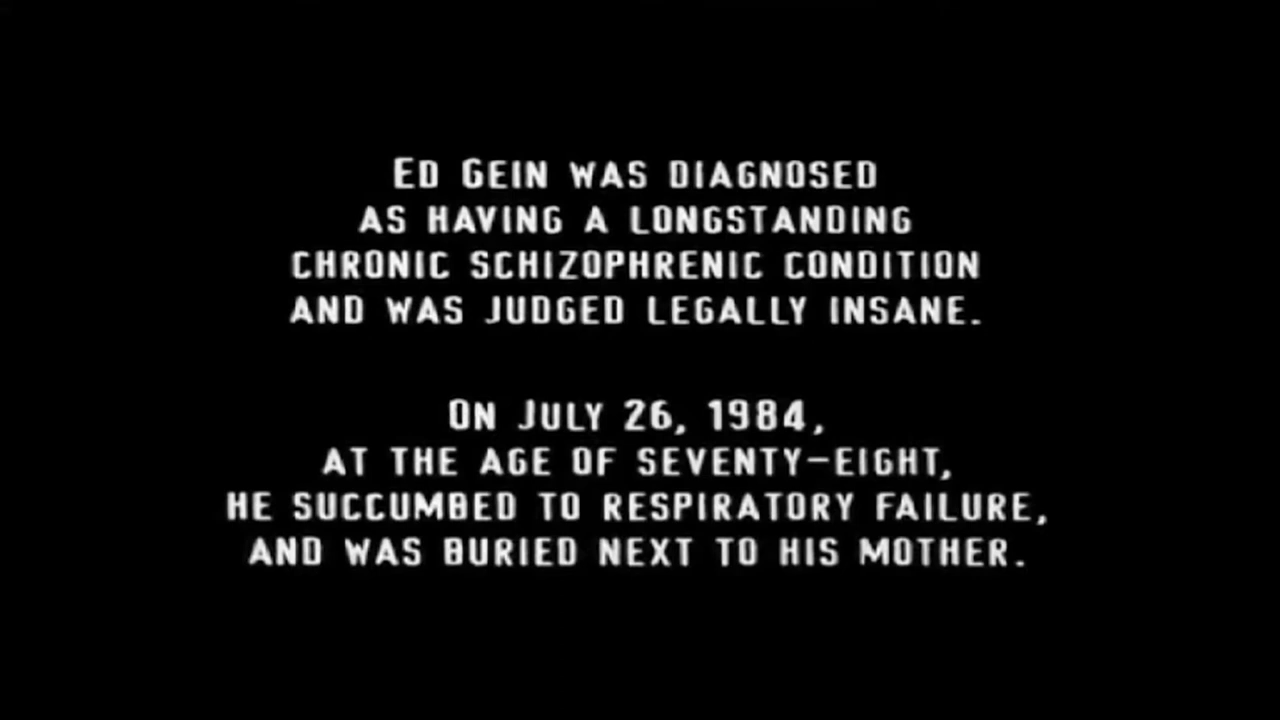 ED GEIN WAS DIAGNOSED
AS HAVING A LONGSTANDING
CHRONIC SCHIZOPHRENIC CONDITION
AND WAS JUDGED LEGALLY INSANE.
ON JULY 26, 1984,
AT THE AGE OF SEVENTY-EIGHT,
HE SUCCUMBED TO RESPIRATORY FAILURE,
AND WAS BURIED NEXT TO HIS MOTHER.